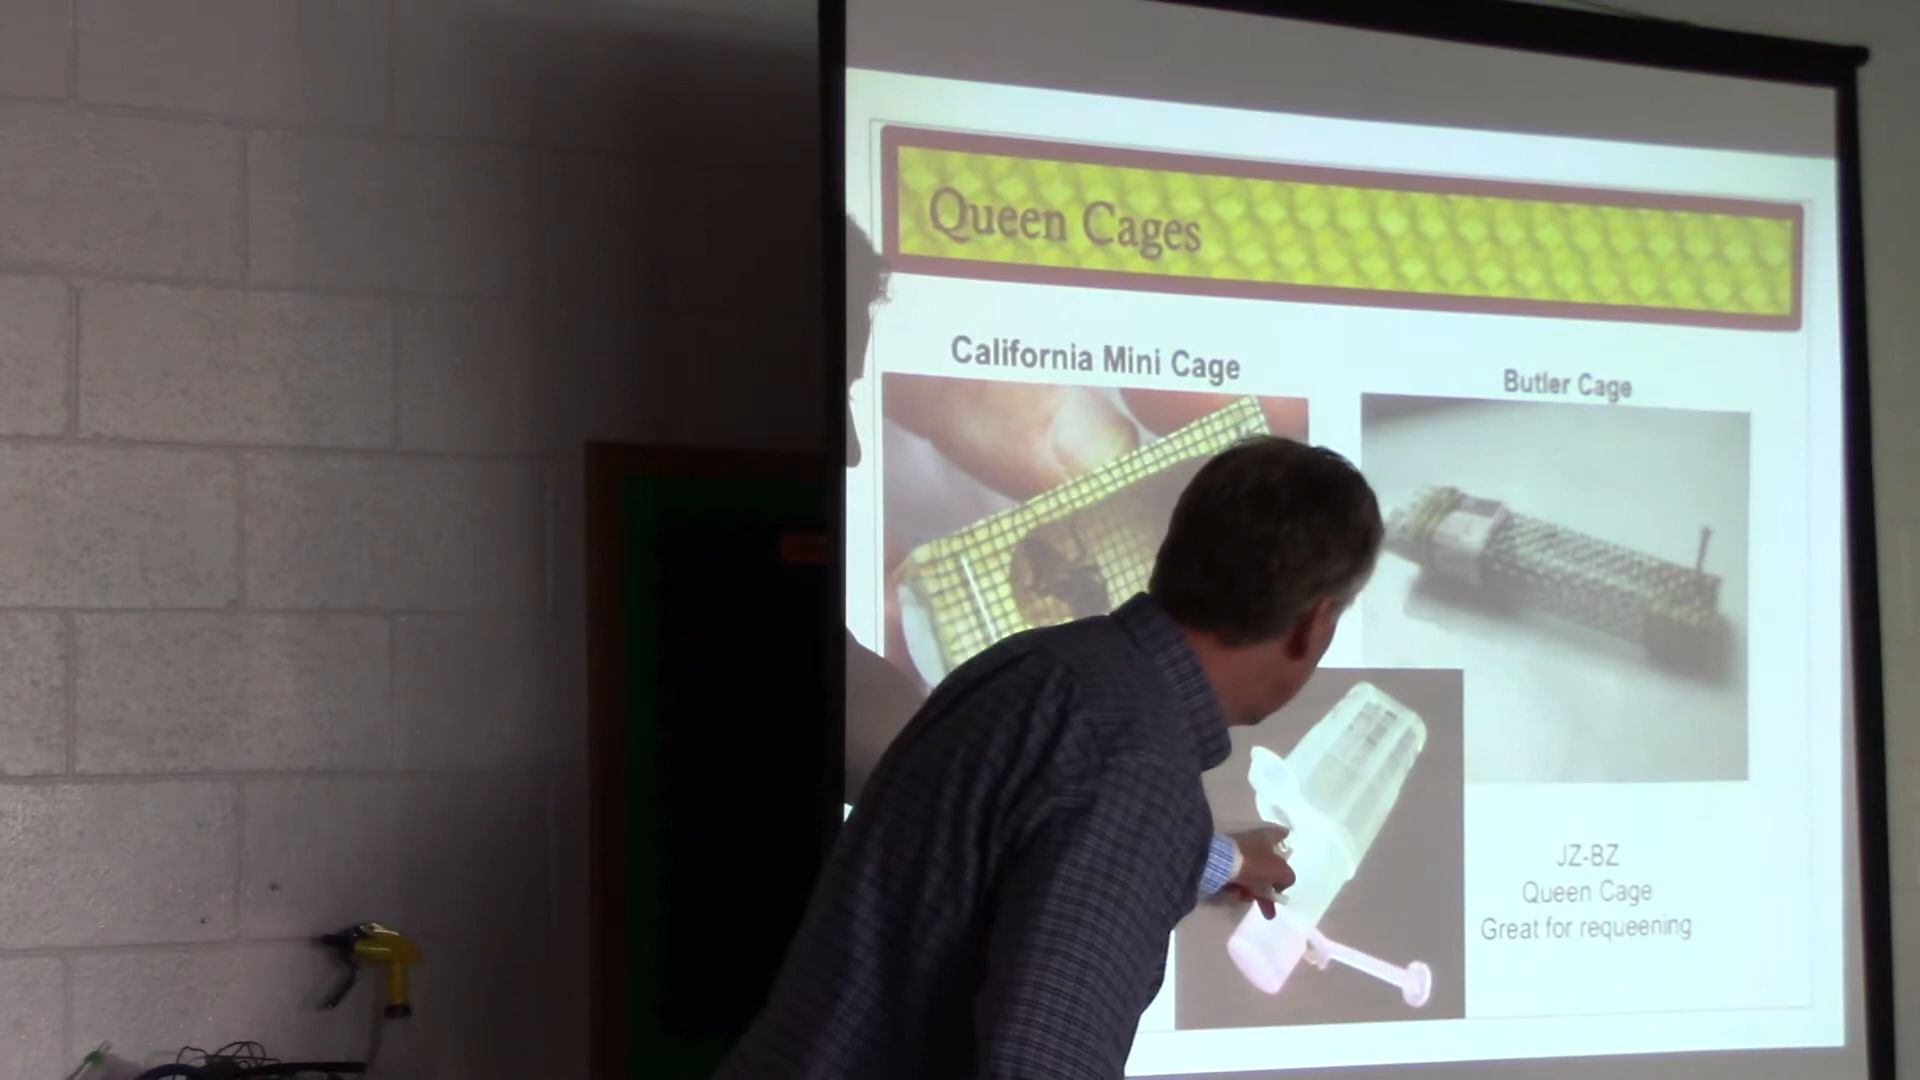 Queen Cages
California Mini Cage
Butler Cage
JZ-BZ
Queen Cage
Great for requeening